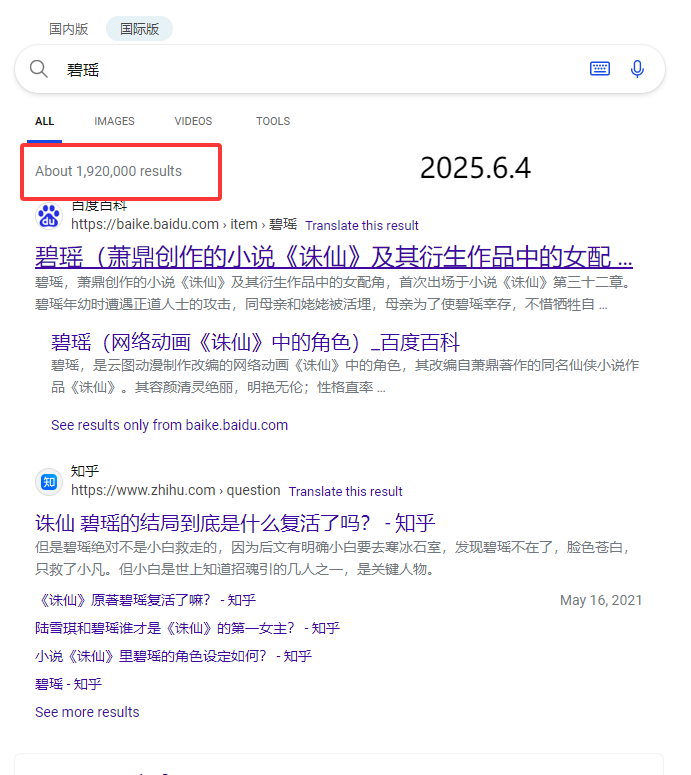 国内版 国际版
碧瑶
ALL IMAGES VIDEOS TOOLS
About 1,920,000 results
2025.6.4
百度百科
https://baike.baidu.com › item › 碧瑶 Translate this result
碧瑶（萧鼎创作的小说《诛仙》及其衍生作品中的女配 ...
碧瑶，萧鼎创作的小说《诛仙》及其衍生作品中的女配角，首次出场于小说《诛仙》第三十二章。
碧瑶年幼时遭遇正道人士的攻击，同母亲和姥姥被活埋，母亲为了使碧瑶幸存，不惜牺牲自 ...
碧瑶（网络动画《诛仙》中的角色）_百度百科
碧瑶，是云图动漫制作改编的网络动画《诛仙》中的角色，其改编自萧鼎著作的同名仙侠小说作
品《诛仙》。其容颜清灵绝丽，明艳无伦；性格直率 ...
See results only from baike.baidu.com
知乎
https://www.zhihu.com › question Translate this result
诛仙 碧瑶的结局到底是什么复活了吗？ - 知乎
但是碧瑶绝对不是小白救走的，因为后文有明确小白要去寒冰石室，发现碧瑶不在了，脸色苍白，
只救了小凡。但小白是世上知道招魂引的几人之一，是关键人物。
《诛仙》原著碧瑶复活了嘛？ - 知乎
May 16, 2021
陆雪琪和碧瑶谁才是《诛仙》的第一女主？ - 知乎
小说《诛仙》里碧瑶的角色设定如何？ - 知乎
碧瑶 - 知乎
See more results